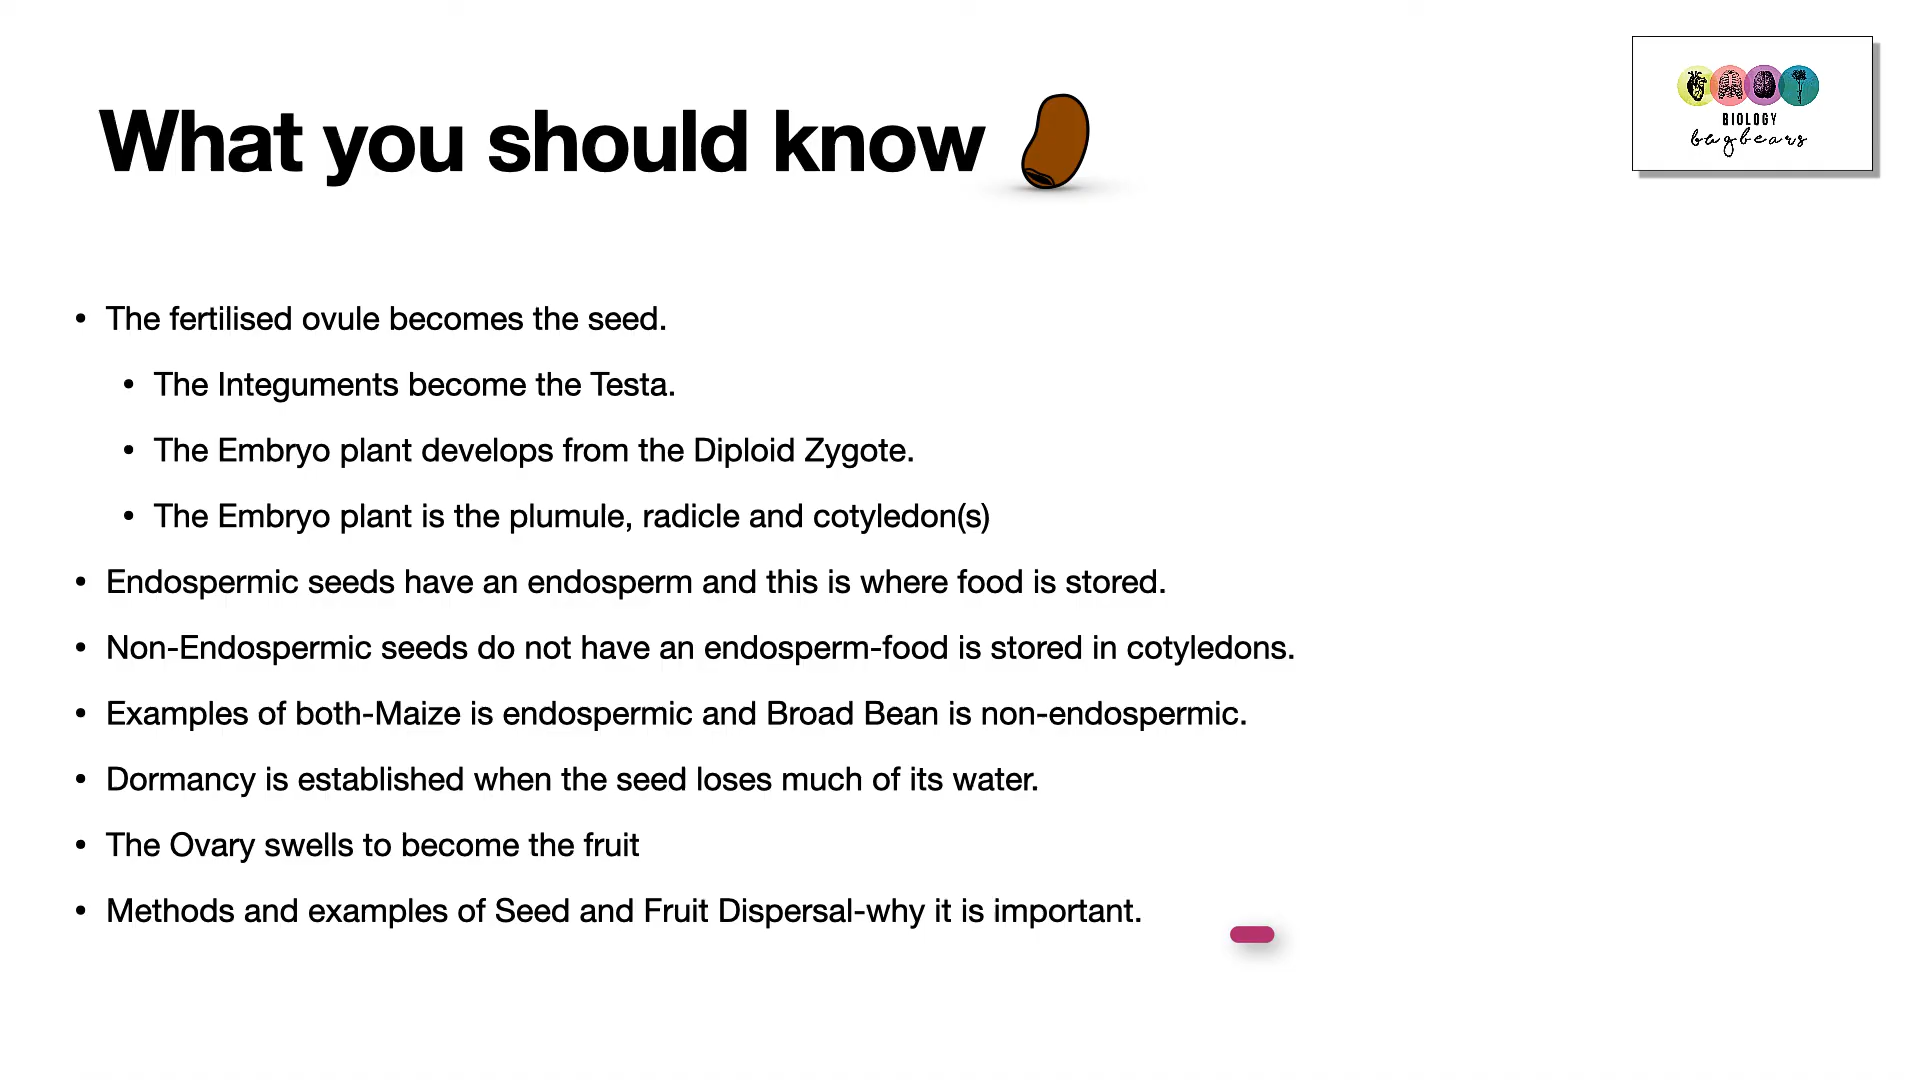 What you should know
BIOLOGY
bugbears
• The fertilised ovule becomes the seed.
• The Integuments become the Testa.
• The Embryo plant develops from the Diploid Zygote.
• The Embryo plant is the plumule, radicle and cotyledon(s)
• Endospermic seeds have an endosperm and this is where food is stored.
• Non-Endospermic seeds do not have an endosperm-food is stored in cotyledons.
• Examples of both-Maize is endospermic and Broad Bean is non-endospermic.
• Dormancy is established when the seed loses much of its water.
• The Ovary swells to become the fruit
• Methods and examples of Seed and Fruit Dispersal-why it is important.